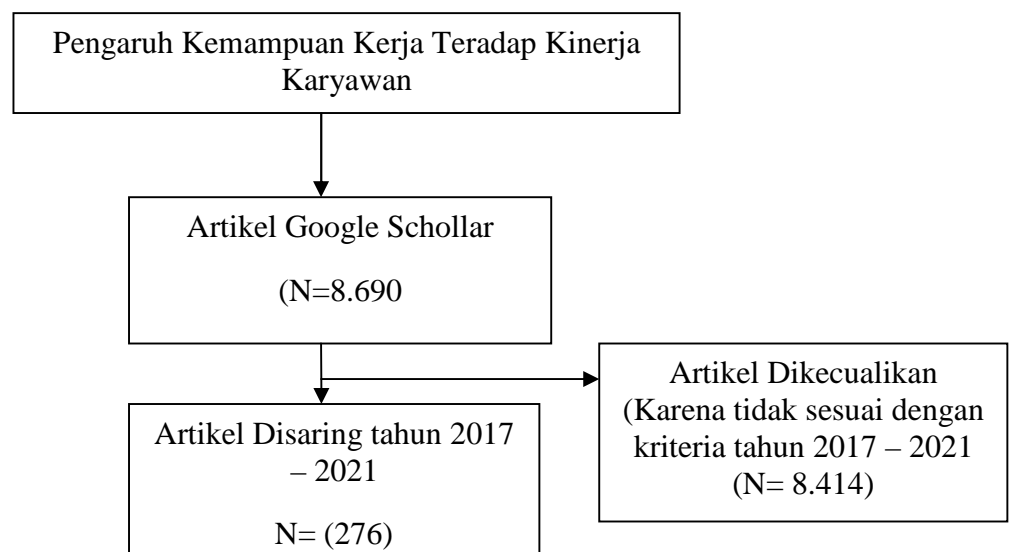 Pengaruh Kemampuan Kerja Teradap Kinerja
Karyawan
Artikel Google Schollar
(N=8.690
Artikel Dikecualikan
(Karena tidak sesuai dengan
kriteria tahun 2017 – 2021
(N= 8.414)
Artikel Disaring tahun 2017
– 2021
N= (276)